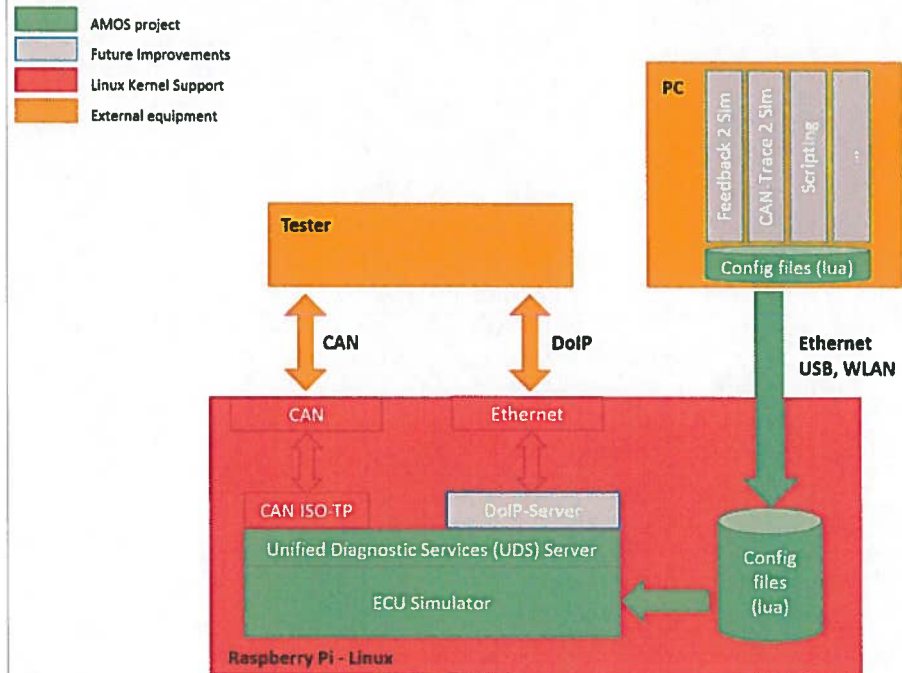 AMOS project
Future Improvements
Linux Kernel Support
External equipment
PC
Feedback 2 Sim
CAN-Trace 2 Sim
Scripting
...
Config files (lua)
Tester
CAN
DoIP
Ethernet
USB, WLAN
CAN
Ethernet
CAN ISO-TP
DoIP-Server
Unified Diagnostic Services (UDS) Server
ECU Simulator
Config
files
(lua)
Raspberry Pi - Linux